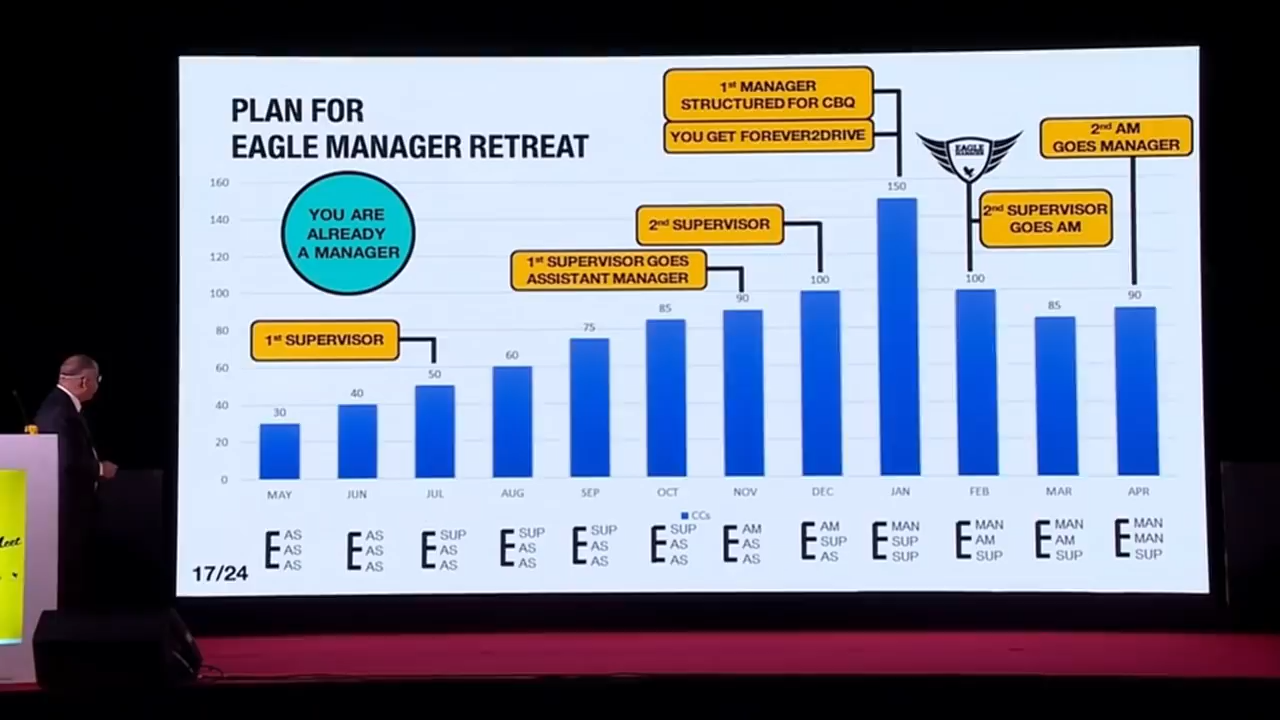 PLAN FOR
EAGLE MANAGER RETREAT
1st MANAGER
STRUCTURED FOR CBQ
YOU GET FOREVER2DRIVE
2nd AM
GOES MANAGER
EAGLE
MANAGER
2nd SUPERVISOR
GOES AM
2nd SUPERVISOR
1st SUPERVISOR GOES
ASSISTANT MANAGER
YOU ARE
ALREADY
A MANAGER
1st SUPERVISOR
160
140
120
100
80
60
40
20
0
30 40 50 60 75 85 90 100 150 100 85 90
MAY JUN JUL AUG SEP OCT NOV DEC JAN FEB MAR APR
CCs
E AS AS AS
E AS AS AS
E SUP AS AS
E SUP AS AS
E SUP AS AS
E SUP AS AS
E AM AS AS
E AM SUP AS
E MAN SUP SUP
E MAN AM SUP
E MAN AM SUP
E MAN MAN SUP
17/24